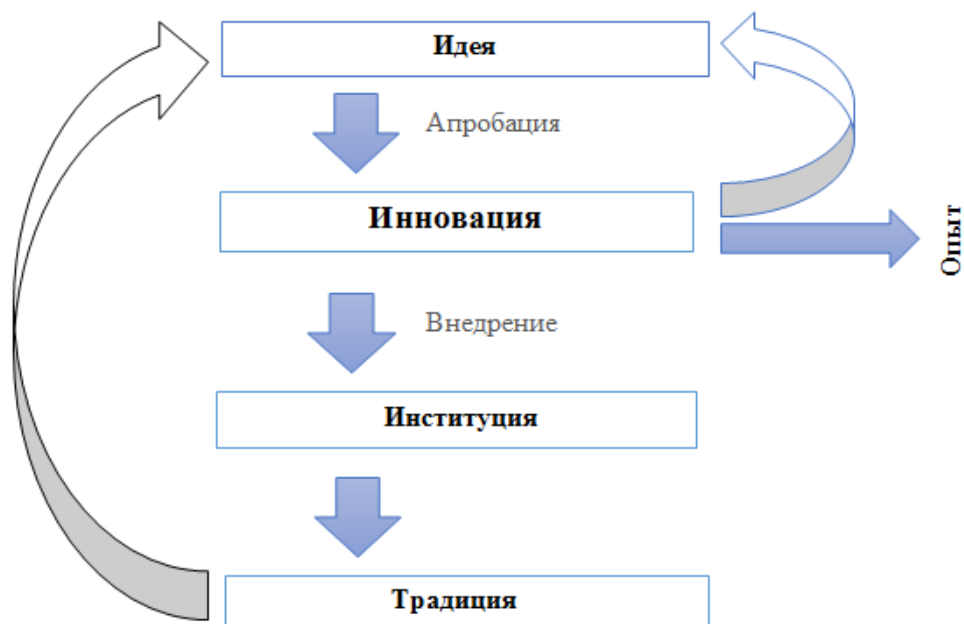 Идея
Апробация
Инновация
Опыт
Внедрение
Институция
Традиция